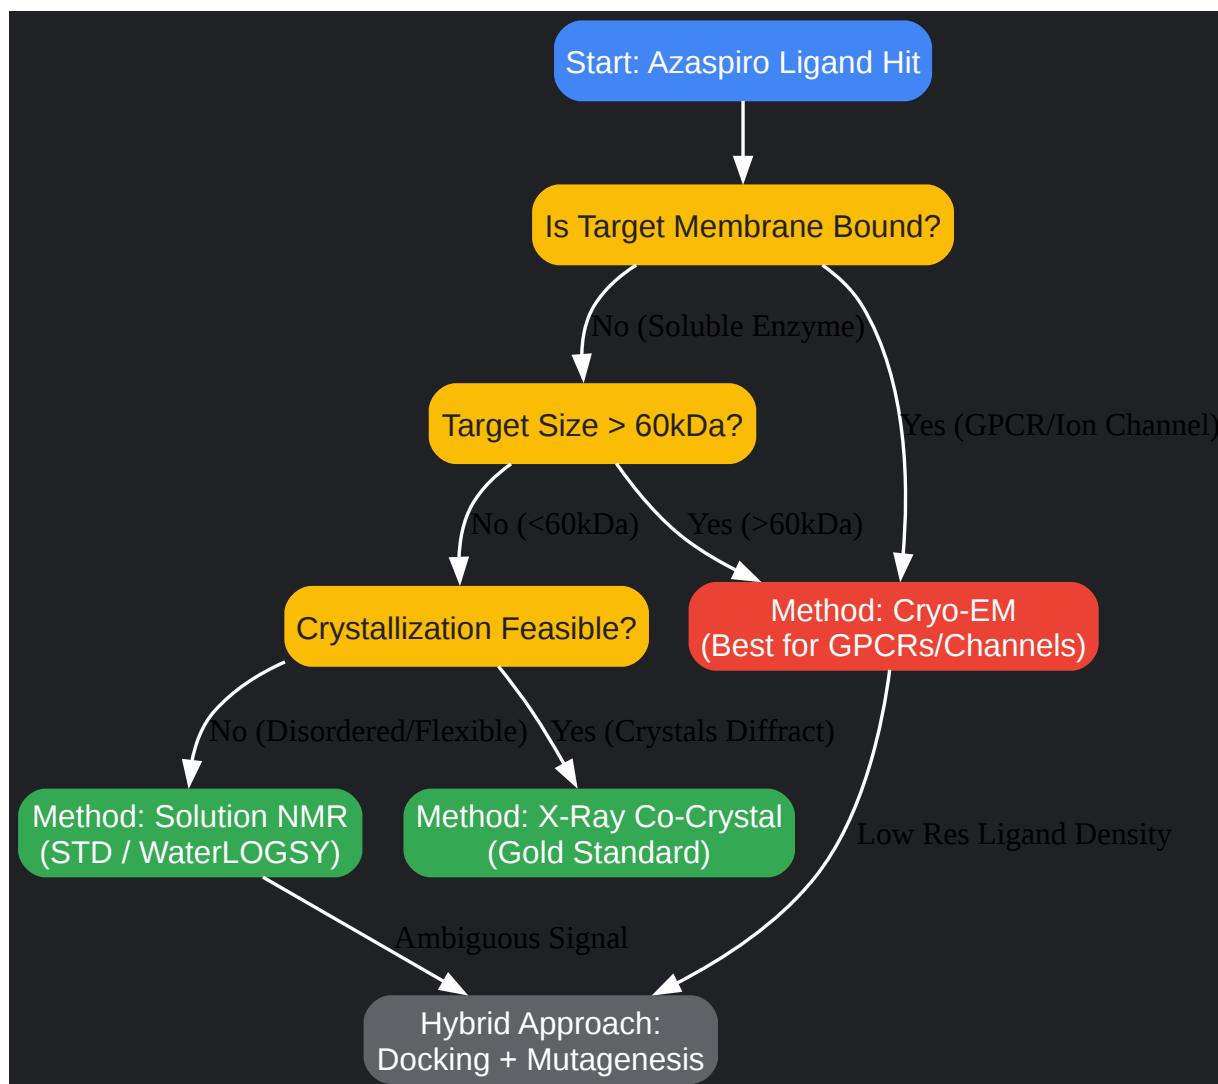 Start: Azaspiro Ligand Hit
Is Target Membrane Bound?
No (Soluble Enzyme)
Target Size > 60kDa?
Yes (GPCR/Ion Channel)
No (<60kDa)
Yes (>60kDa)
Crystallization Feasible?
Method: Cryo-EM
(Best for GPCRs/Channels)
No (Disordered/Flexible)
Yes (Crystals Diffract)
Method: Solution NMR
(STD / WaterLOGSY)
Method: X-Ray Co-Crystal
(Gold Standard)
Low Res Ligand Density
Ambiguous Signal
Hybrid Approach:
Docking + Mutagenesis